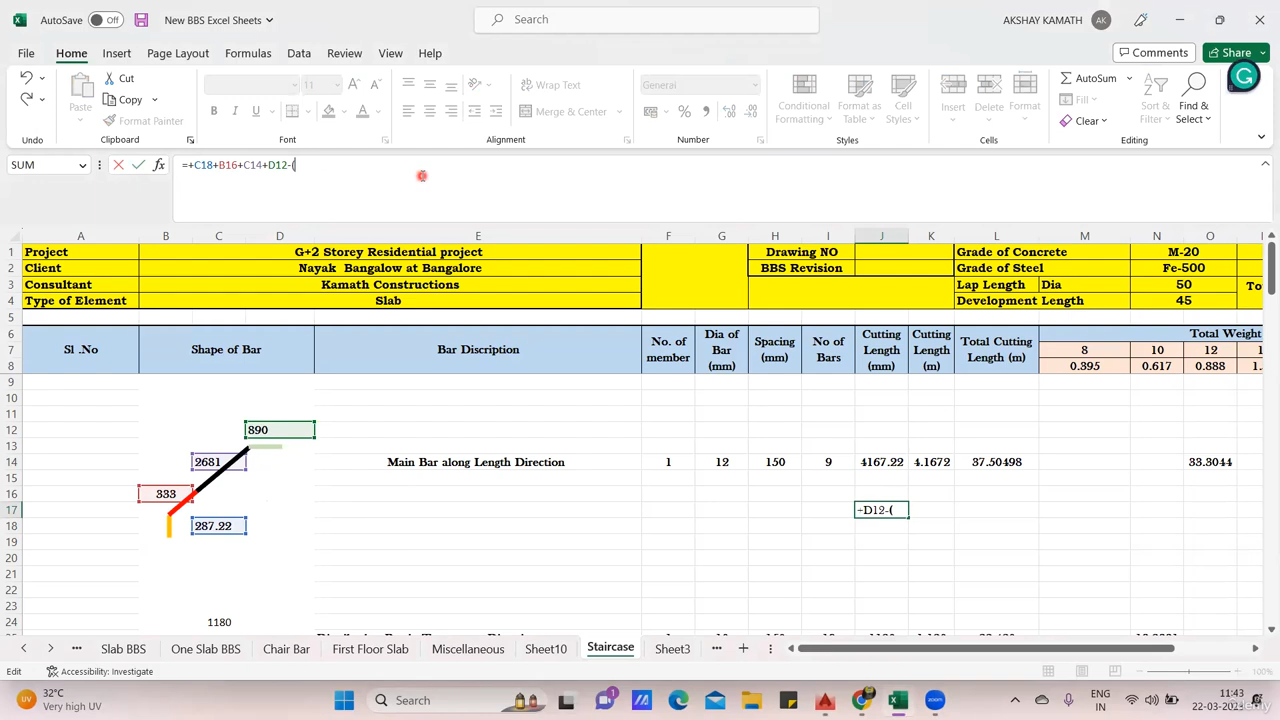 AutoSave Off New BBS Excel Sheets Search AKSHAY KAMATH AK
File Home Insert Page Layout Formulas Data Review View Help Comments Share
Paste Cut Copy Format Painter 11 B I U Wrap Text Merge & Center General Conditional Formatting Format as Table Cell Styles Insert Delete Format AutoSum Fill Clear Sort & Filter Find & Select
Undo Clipboard Font Alignment Number Styles Cells Editing
SUM fx =+C18+B16+C14+D12-(
A B C D E F G H I J K L M N O
1 Project G+2 Storey Residential project Drawing NO Grade of Concrete M-20
2 Client Nayak Bangalow at Bangalore BBS Revision Grade of Steel Fe-500
3 Consultant Kamath Constructions Lap Length Dia 50
4 Type of Element Slab Development Length 45
5
6 Total Weight
7 Sl .No Shape of Bar Bar Discription No. of member Dia of Bar (mm) Spacing (mm) No of Bars Cutting Length (mm) Cutting Length (m) Total Cutting Length (m) 8 10 12
8 0.395 0.617 0.888
9
10
11
12 890
13
14 2681 Main Bar along Length Direction 1 12 150 9 4167.22 4.1672 37.50498 33.3044
15
16 333
17 +D12-(
18 287.22
19
20
21
22
23
24 1180
Slab BBS One Slab BBS Chair Bar First Floor Slab Miscellaneous Sheet10 Staircase Sheet3
Edit Accessibility: Investigate 100%
32°C Very high UV Search ENG IN 11:43 22-03-2023